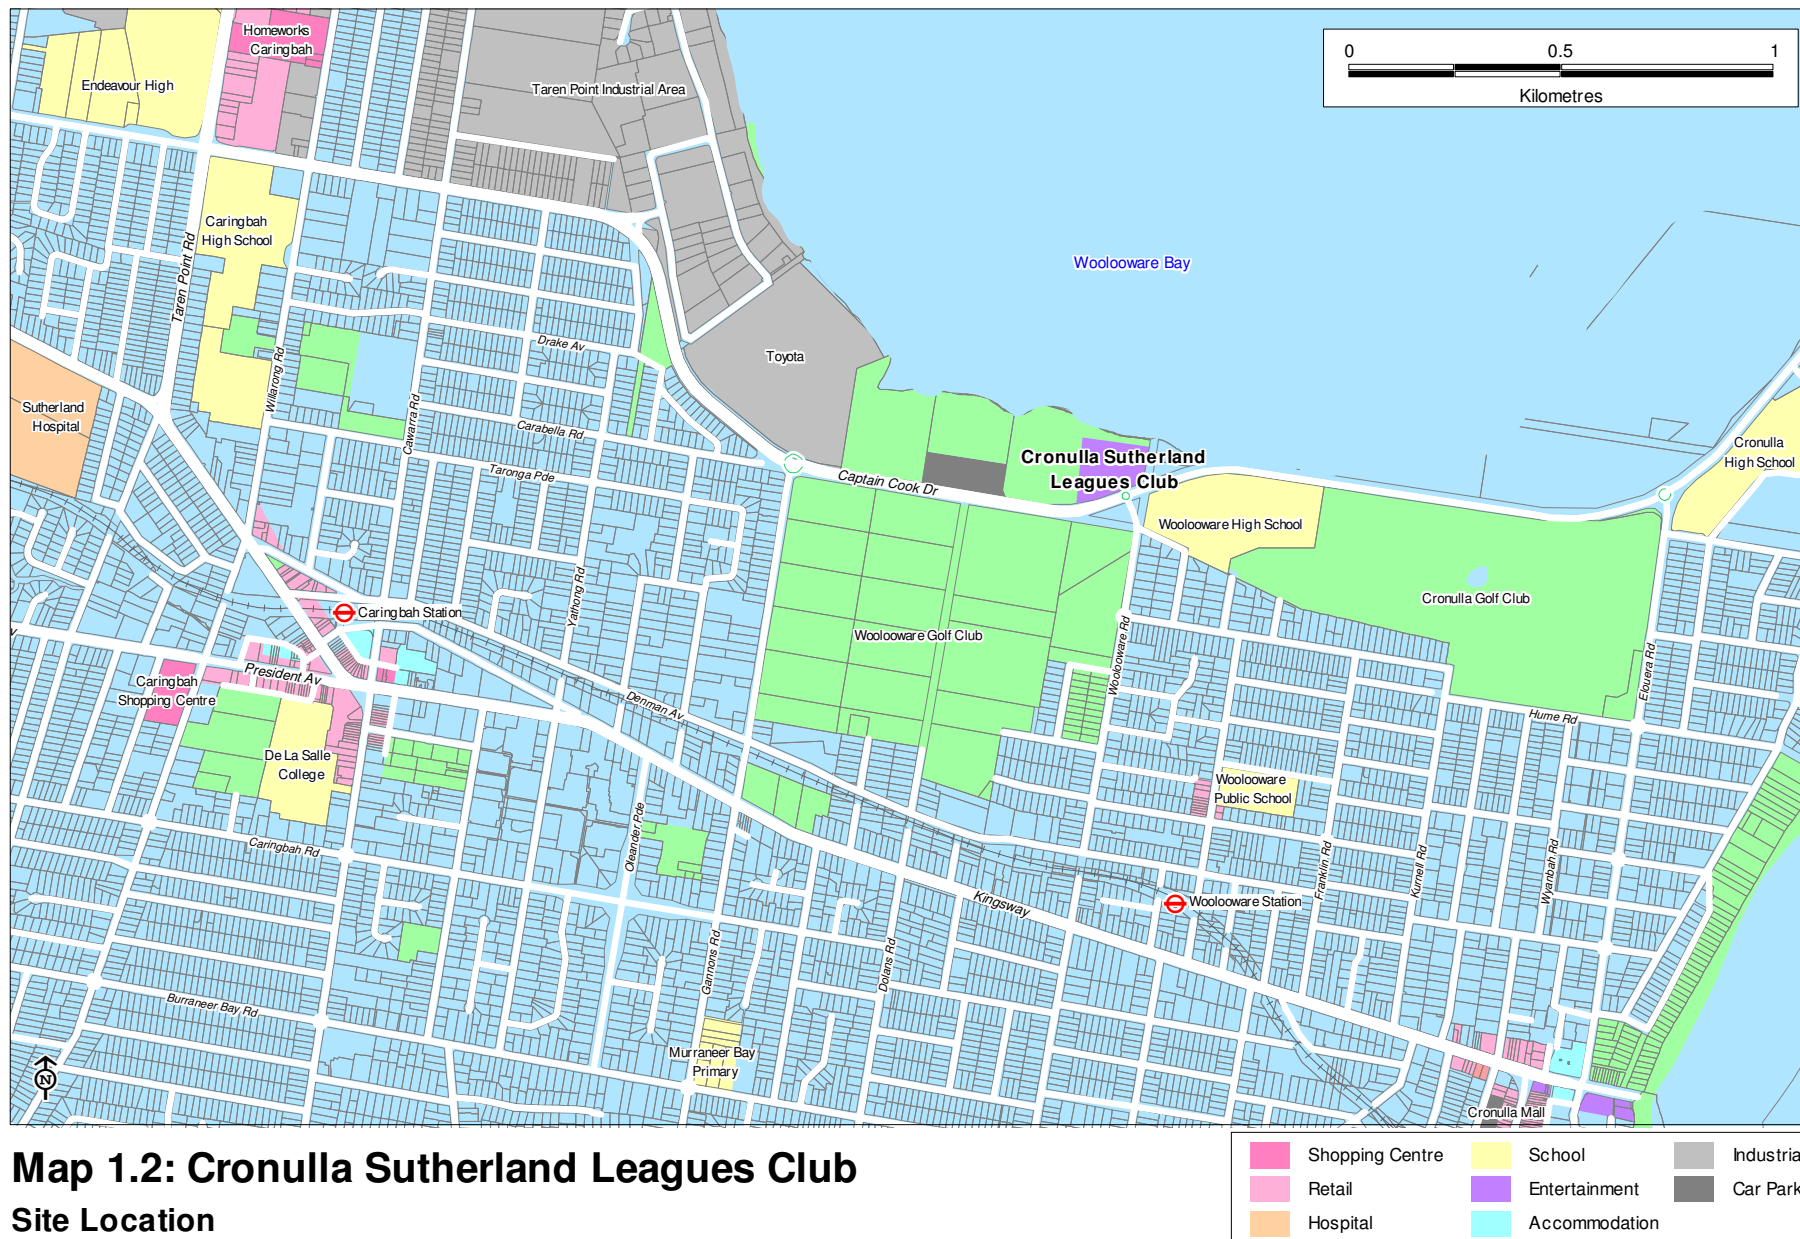 Homeworks
Caringbah
Endeavour High
Taren Point Industrial Area
0
0.5
1
Kilometres
Caringbah
High School
Taren Point Rd
Woolooware Bay
Drake Av
Toyota
Willarong Rd
Sutherland
Hospital
Cawarra Rd
Carabella Rd
Taronga Pde
Captain Cook Dr
Cronulla Sutherland
Leagues Club
Cronulla
High School
Woolooware High School
Yathong Rd
Caringbah Station
Cronulla Golf Club
Woolooware Golf Club
Woolooware Rd
Elouera Rd
President Av
Caringbah
Shopping Centre
Denman Av
Hume Rd
De La Salle
College
Woolooware
Public School
Oleander Pde
Caringbah Rd
Franklin Rd
Kurnell Rd
Wyanbah Rd
Kingsway
Woolooware Station
Gannons Rd
Dolans Rd
Burraneer Bay Rd
Murraneer Bay
Primary
N
Cronulla Mall
Map 1.2: Cronulla Sutherland Leagues Club
Site Location
Shopping Centre
School
Industria
Retail
Entertainment
Car Park
Hospital
Accommodation